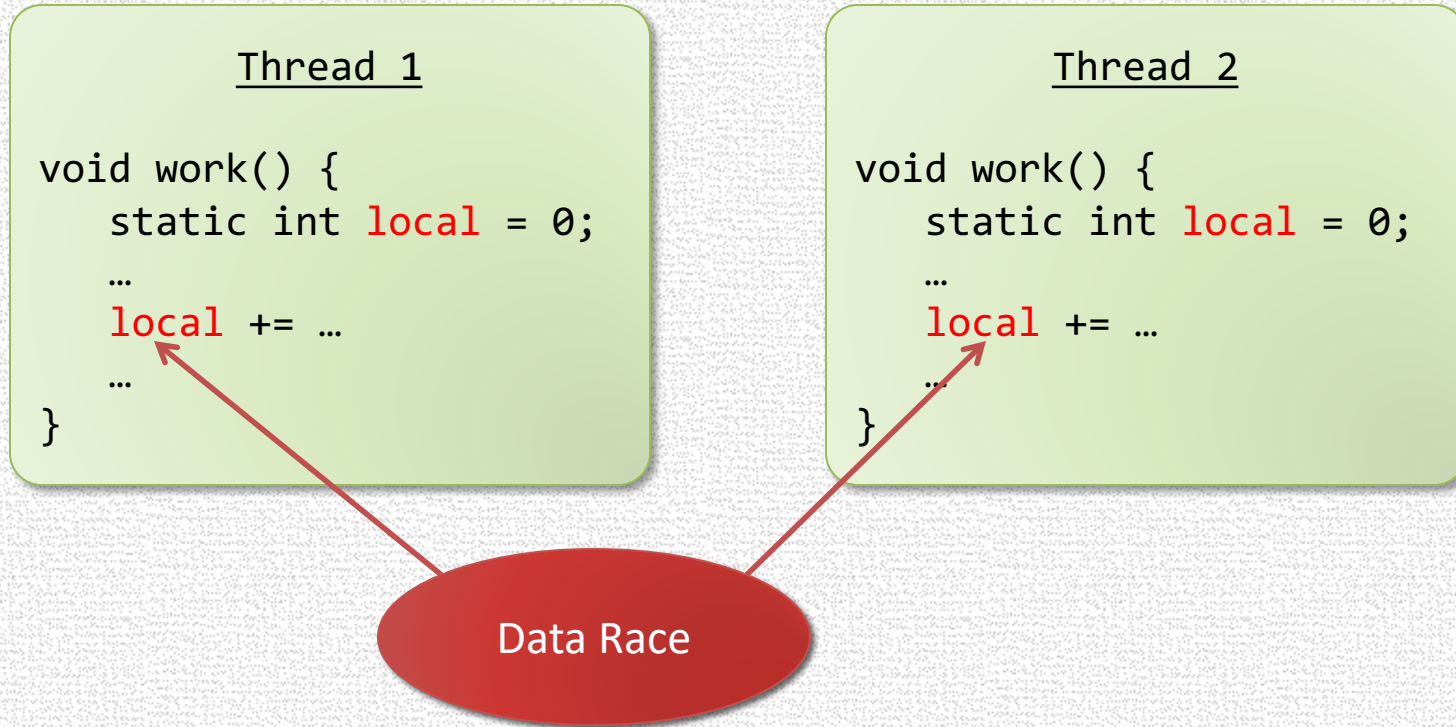 Thread 1
void work() {
static int local = 0;
…
local += …
…
}
Thread 2
void work() {
static int local = 0;
…
local += …
…
}
Data Race